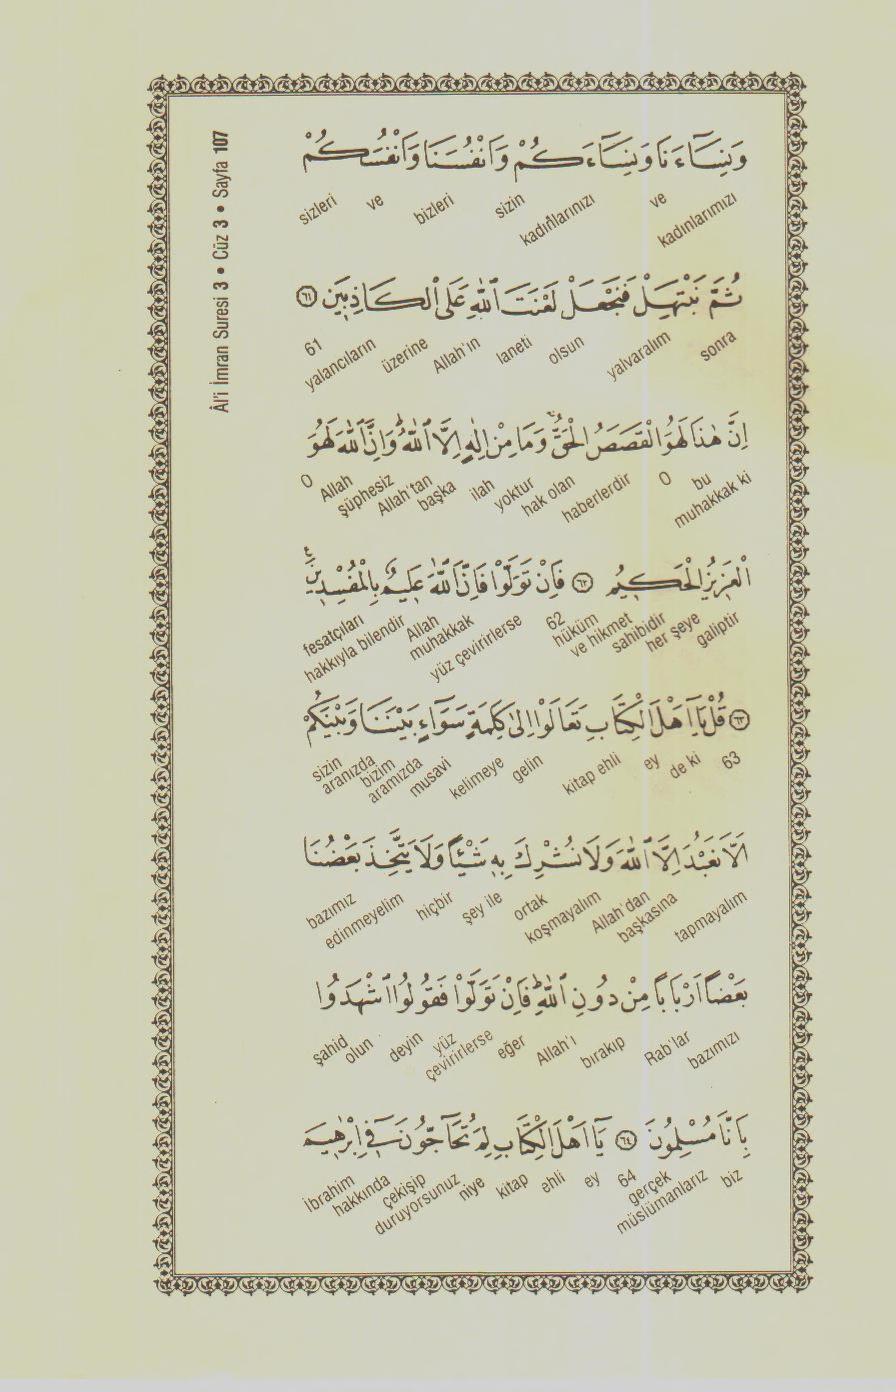 Âl'i İmran Suresi 3 • Cüz 3 • Sayfa 107
وَنِسَٓاءَنَا وَنِسَٓاءَكُمْ وَاَنْفُسَنَا وَاَنْفُسَكُمْ
kadınlarımızı ve kadınlarınızı sizin bizleri ve sizleri
ثُمَّ نَبْتَهِلْ فَنَجْعَلْ لَعْنَتَ اللّٰهِ عَلَى الْكَاذِبٖينَ ﴿٦١﴾
sonra yalvaralım olsun laneti Allah'ın üzerine yalancıların 61
اِنَّ هٰذَا لَهُوَ الْقَصَصُ الْحَقُّ وَمَا مِنْ اِلٰهٍ اِلَّا اللّٰهُ وَاِنَّ اللّٰهَ لَهُوَ
muhakkak ki bu O haberlerdir hak olan yoktur ilah başka Allah'tan şüphesiz Allah O
الْعَزٖيزُ الْحَكٖيمُ ﴿٦٢﴾ فَاِنْ تَوَلَّوْا فَاِنَّ اللّٰهَ عَلٖيمٌ بِالْمُفْسِدٖينَ
galiptir her şeye sahibidir ve hikmet hüküm 62 yüz çevirirlerse muhakkak Allah hakkıyla bilendir fesatçıları
﴿٦٣﴾ قُلْ يَٓا اَهْلَ الْكِتَابِ تَعَالَوْا اِلٰى كَلِمَةٍ سَوَٓاءٍ بَيْنَنَا وَبَيْنَكُمْ
63 de ki ey kitap ehli gelin kelimeye musavi aramızda bizim aranızda sizin
اَلَّا نَعْبُدَ اِلَّا اللّٰهَ وَلَا نُشْرِكَ بِهٖ شَيْـًٔا وَلَا يَتَّخِذَ بَعْضُنَا
tapmayalım başkasına Allah'dan koşmayalım ortak şey ile hiçbir edinmeyelim bazımız
بَعْضًا اَرْبَابًا مِنْ دُونِ اللّٰهِ فَاِنْ تَوَلَّوْا فَقُولُوا اشْهَدُوا
bazımızı Rab'lar bırakıp Allah'ı eğer yüz çevirirlerse deyin şahid olun
بِاَنَّا مُسْلِمُونَ ﴿٦٤﴾ يَٓا اَهْلَ الْكِتَابِ لِمَ تُحَٓاجُّونَ فٖٓى اِبْرٰهٖيمَ
biz müslümanlarız gerçek 64 ey ehli kitap niye çekişip duruyorsunuz hakkında İbrahim